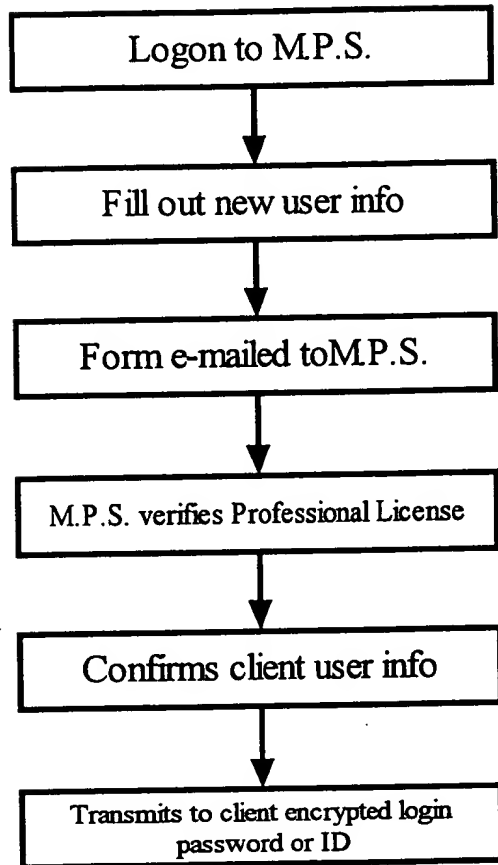 Logon to M.P.S.
Fill out new user info
Form e-mailed toM.P.S.
M.P.S. verifies Professional License
Confirms client user info
Transmits to client encrypted login
password or ID